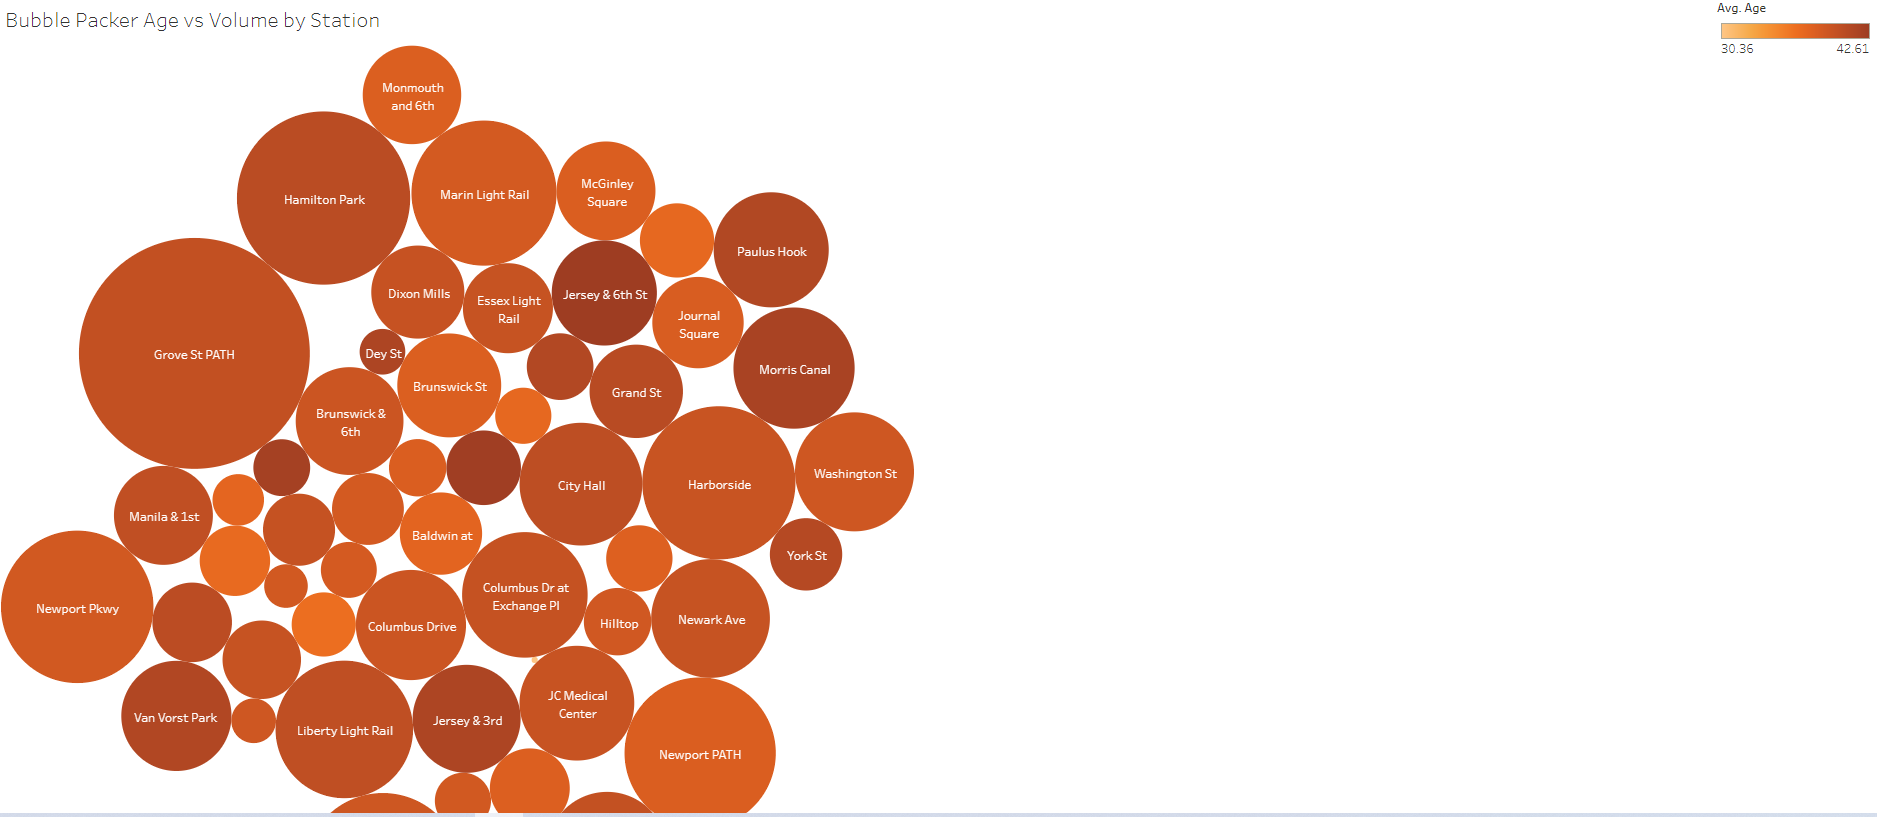 Bubble Packer Age vs Volume by Station
Avg. Age
30.36
42.61
Monmouth
and 6th
Hamilton Park
Marin Light Rail
McGinley
Square
Paulus Hook
Dixon Mills
Essex Light
Rail
Jersey & 6th St
Journal
Square
Grove St PATH
Dey St
Brunswick St
Grand St
Morris Canal
Brunswick &
6th
City Hall
Harborside
Washington St
Manila & 1st
Baldwin at
York St
Newport Pkwy
Columbus Drive
Columbus Dr at
Exchange Pl
Hilltop
Newark Ave
Van Vorst Park
Liberty Light Rail
Jersey & 3rd
JC Medical
Center
Newport PATH